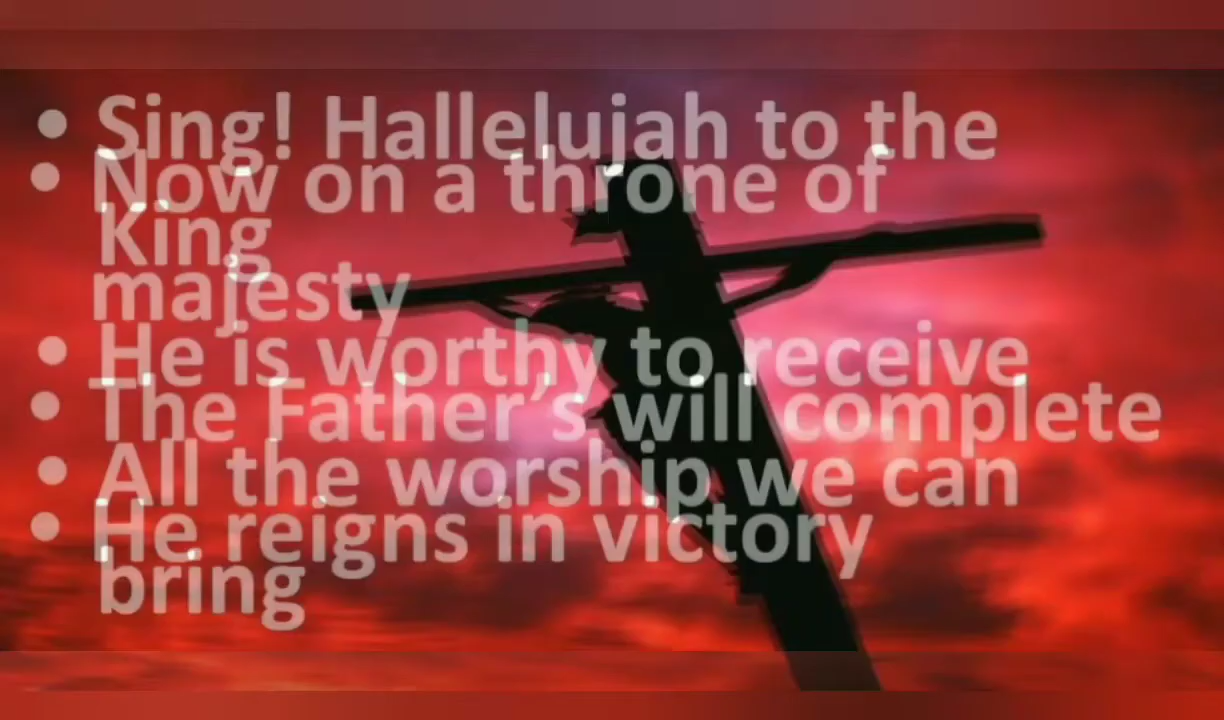 • Sing! Hallelujah to the
• Now on a throne of
King
majesty
• He is worthy to receive
• The Father's will complete
• All the worship we can
• He reigns in victory
bring